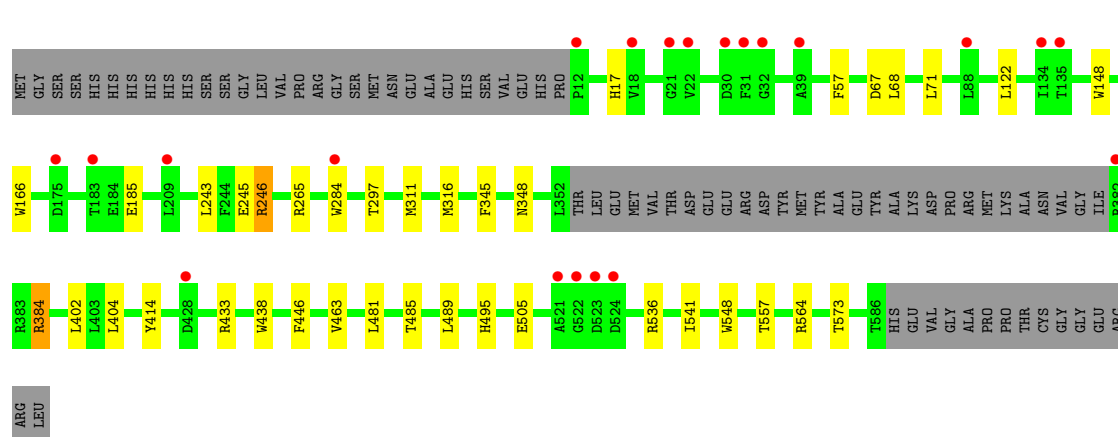 MET GLY SER SER HIS HIS HIS HIS HIS HIS SER SER GLY LEU VAL PRO ARG GLY SER MET ASN GLU ALA GLU HIS SER VAL GLU HIS PRO P12 H17 V18 G21 V22 D30 F31 G32 A39 F57 D67 L68 L71 L88 L122 I134 T135 W148
W166 D175 T183 E184 E185 L209 L243 F244 E245 R246 R265 W284 T297 M311 M316 F345 N348 L352 THR LEU GLU MET VAL THR ASP GLU GLU ARG ASP TYR MET TYR ALA GLU TYR ALA LYS ASP PRO ARG MET LYS ALA ASN VAL GLY ILE R382
R383 R384 L402 L403 L404 Y414 D428 R433 W438 F446 V463 L481 T485 L489 H495 E505 A521 G522 D523 D524 R536 I541 W548 T557 R564 T573 T586 HIS GLU VAL GLY ALA PRO PRO THR CYS GLY GLY GLU ARG
ARG LEU